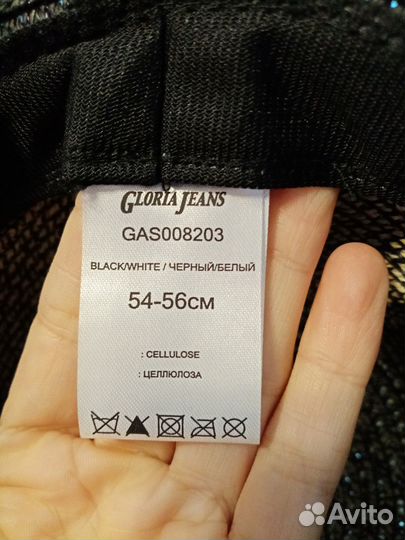 GLORIA JEANS
GAS008203
BLACK/WHITE / ЧЕРНЫЙ/БЕЛЫЙ
54-56см
: CELLULOSE
: ЦЕЛЛЮЛОЗА
Avito